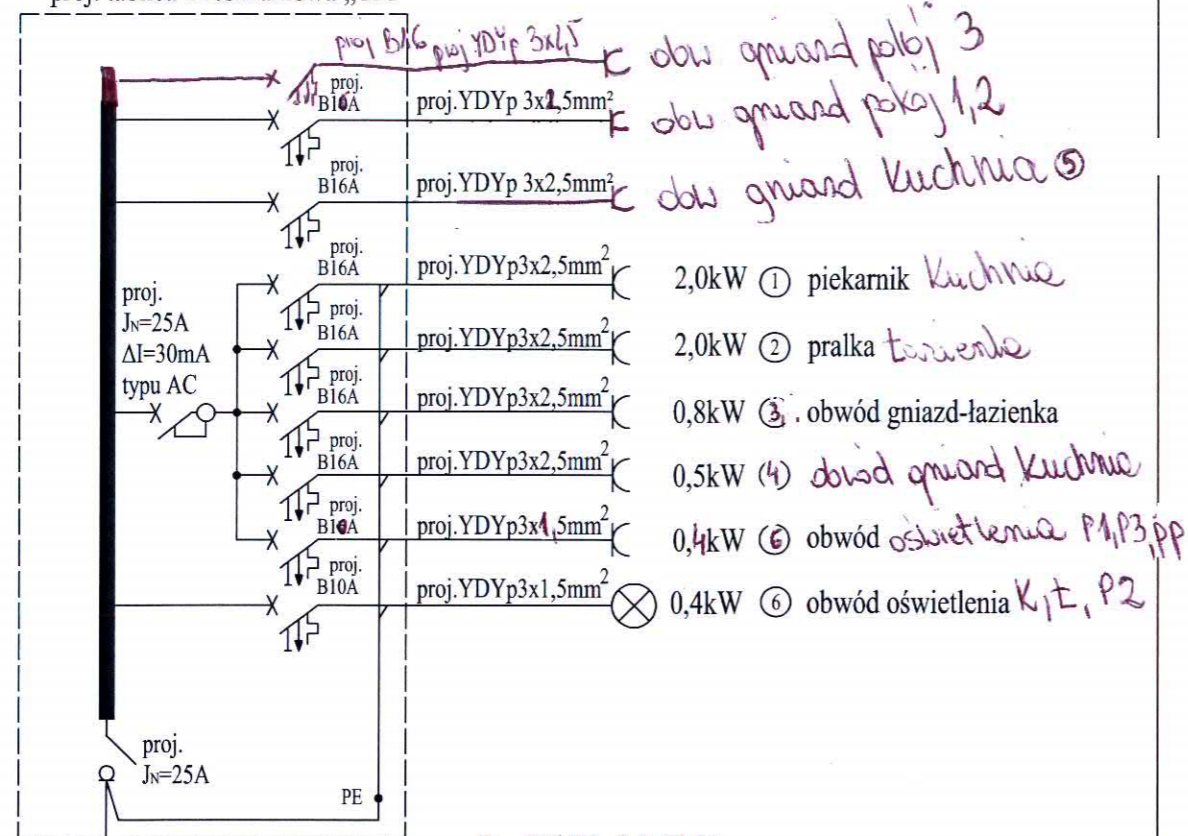 proj B16 proj YDYp 3x2,5 obw gniazd pokój 3
proj.
B16A proj.YDYp 3x2,5mm² obw gniazd pokoj 1,2
proj.
B16A proj.YDYp 3x2,5mm² obw gniazd Kuchnia ⑤
proj.
B16A proj.YDYp3x2,5mm² 2,0kW ① piekarnik Kuchnia
proj.
B16A proj.YDYp3x2,5mm² 2,0kW ② pralka Łazienka
proj.
B16A proj.YDYp3x2,5mm² 0,8kW ③. obwód gniazd-łazienka
proj.
B16A proj.YDYp3x2,5mm² 0,5kW (4) obwód gniazd Kuchnia
proj.
proj.YDYp3x1,5mm² 0,4kW ⑥ obwód oświetlenia P1,P3,pp
proj.
B10A proj.YDYp3x1,5mm² 0,4kW ⑥ obwód oświetlenia K, Ł, P2
proj.
JN=25A
ΔI=30mA
typu AC
proj.
JN=25A
PE